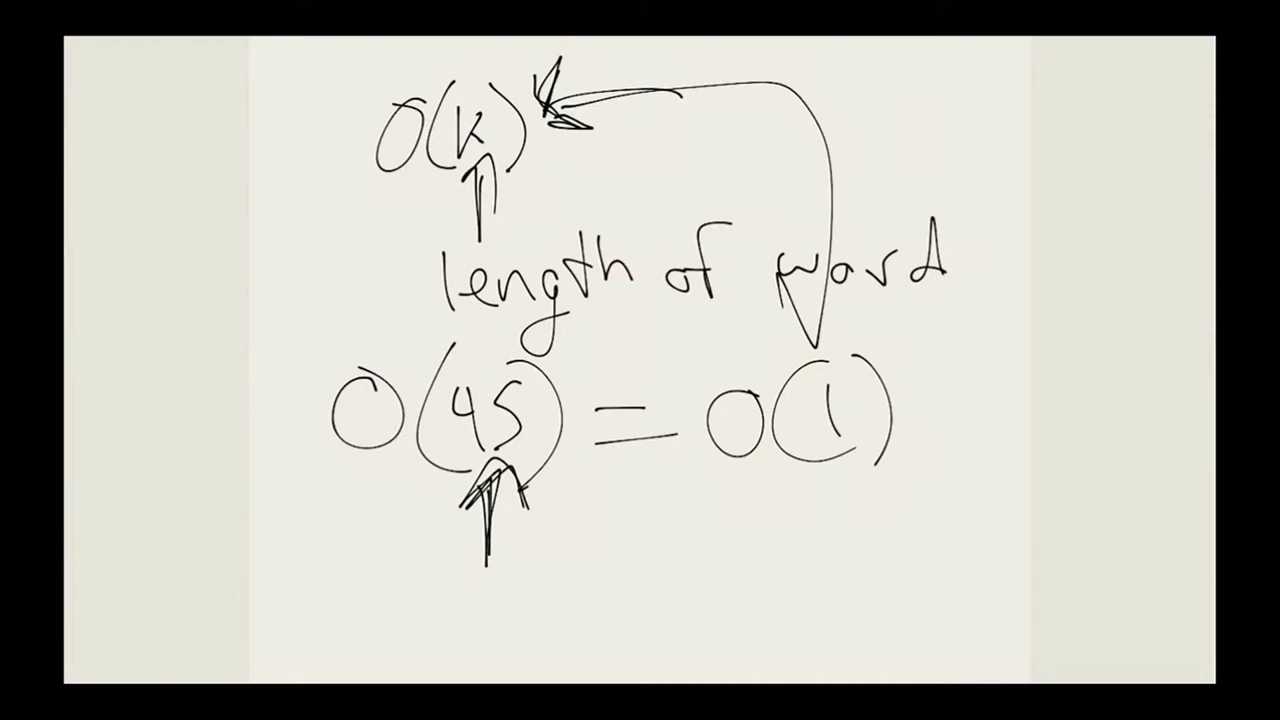 O(k)
length of word
O(45) = O(1)